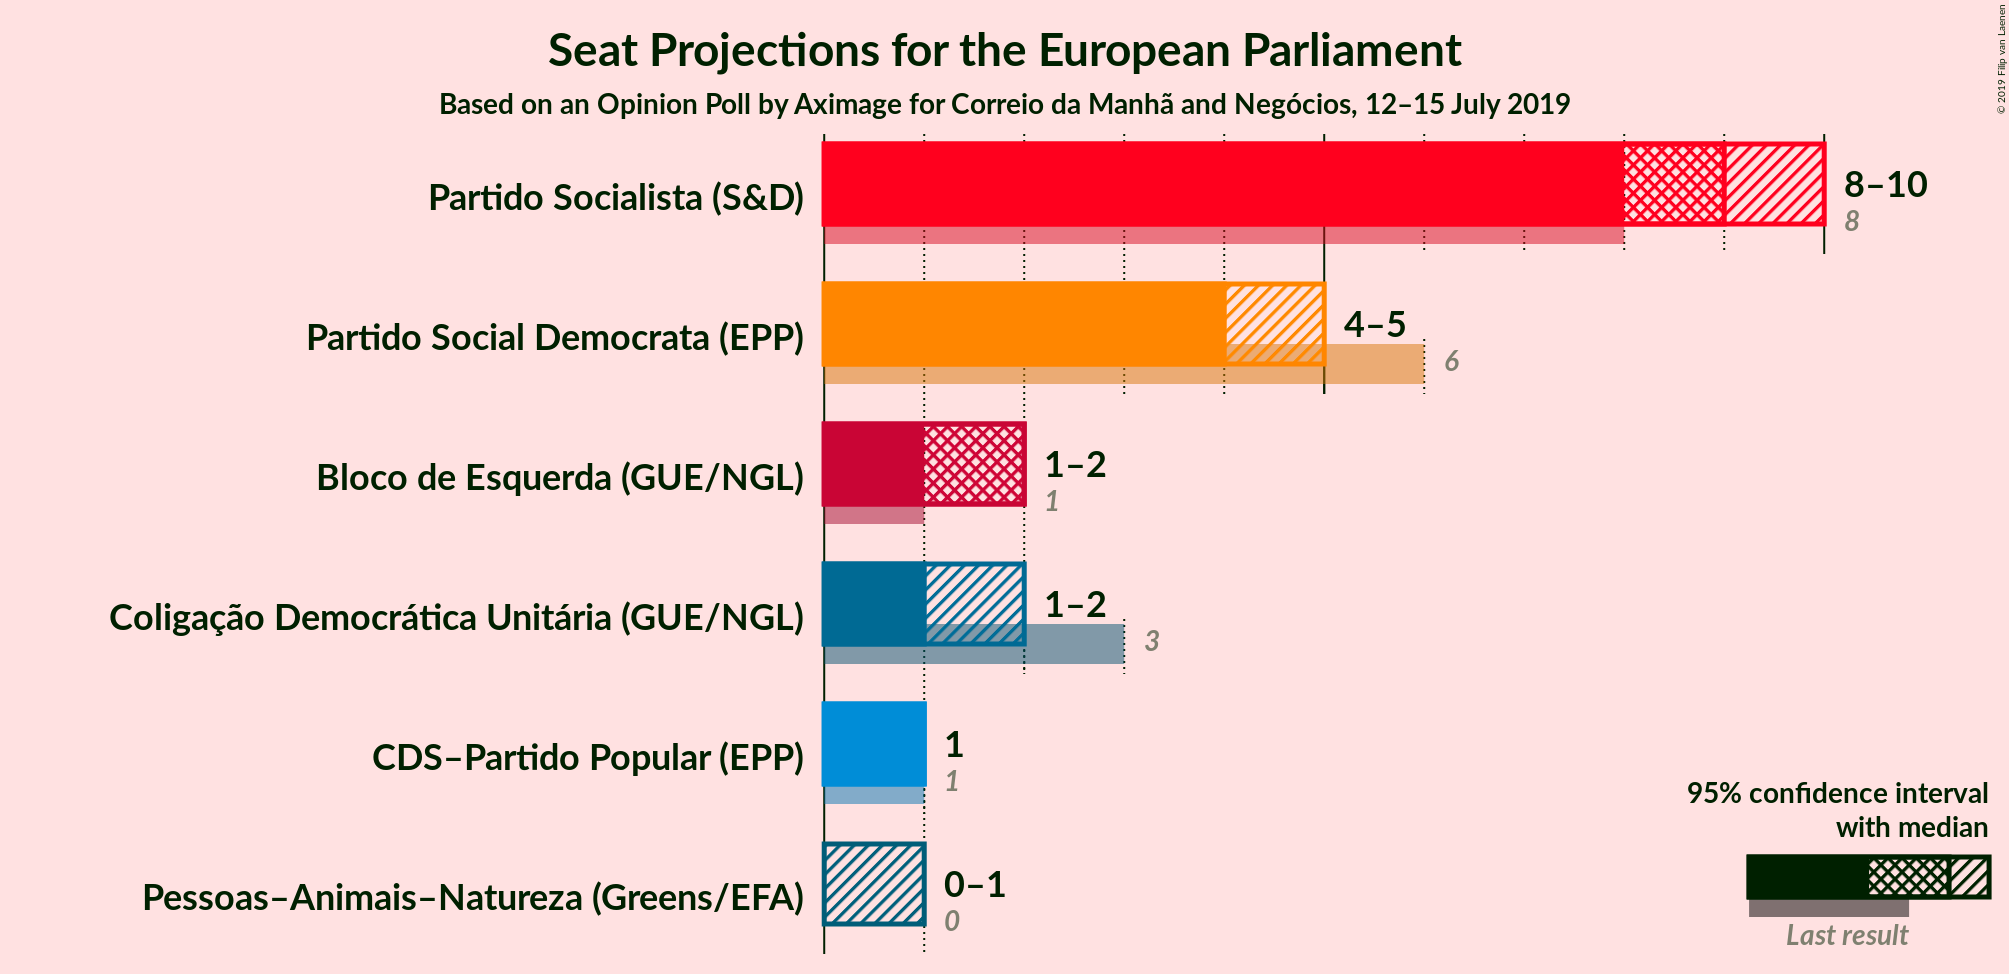 Seat Projections for the European Parliament
Based on an Opinion Poll by Aximage for Correio da Manhã and Negócios, 12–15 July 2019
© 2019 Filip van Laenen
Partido Socialista (S&D)
8–10
8
Partido Social Democrata (EPP)
4–5
6
Bloco de Esquerda (GUE/NGL)
1–2
1
Coligação Democrática Unitária (GUE/NGL)
1–2
3
CDS–Partido Popular (EPP)
1
1
Pessoas–Animais–Natureza (Greens/EFA)
0–1
0
95% confidence interval
with median
Last result